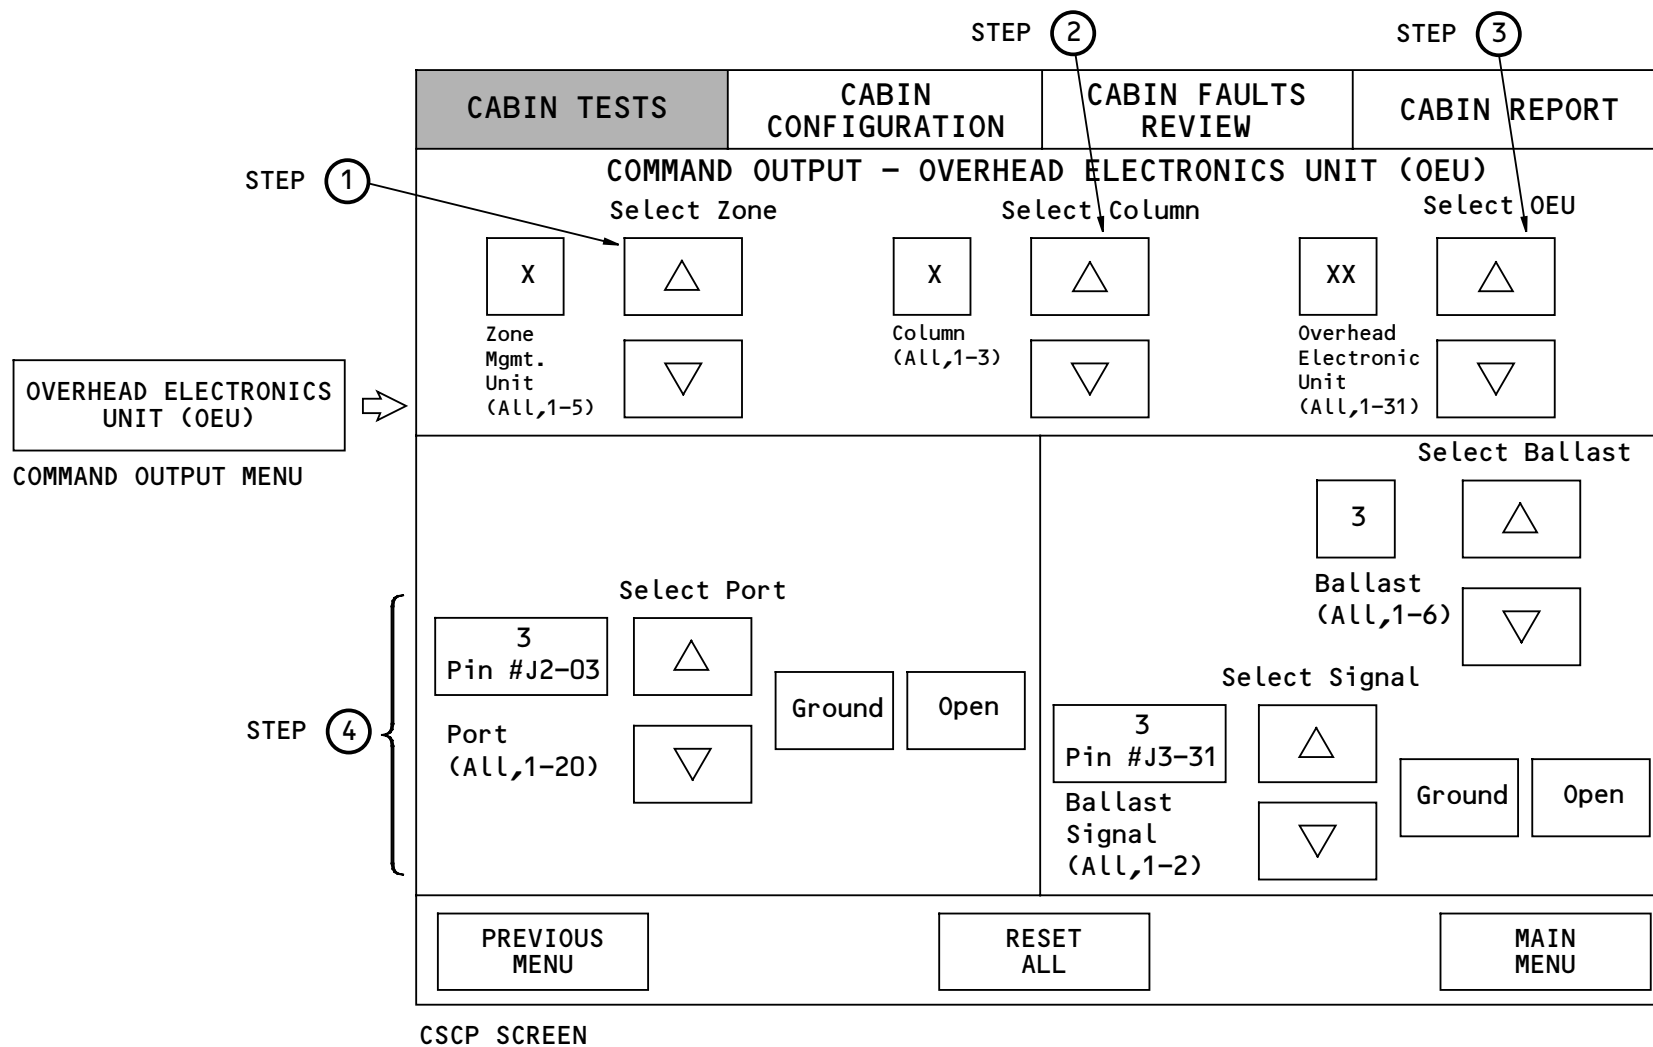 STEP 1
STEP 2
STEP 3
CABIN TESTS
CABIN
CONFIGURATION
CABIN FAULTS
REVIEW
CABIN REPORT
COMMAND OUTPUT – OVERHEAD ELECTRONICS UNIT (OEU)
Select Zone
X
Zone
Mgmt.
Unit
(All,1–5)
Select Column
X
Column
(All,1–3)
Select OEU
XX
Overhead
Electronic
Unit
(All,1–31)
OVERHEAD ELECTRONICS
UNIT (OEU)
COMMAND OUTPUT MENU
STEP 4
Select Port
3
Pin #J2–03
Port
(All,1–20)
Ground
Open
Select Ballast
3
Ballast
(All,1–6)
Select Signal
3
Pin #J3–31
Ballast
Signal
(All,1–2)
Ground
Open
PREVIOUS
MENU
RESET
ALL
MAIN
MENU
CSCP SCREEN